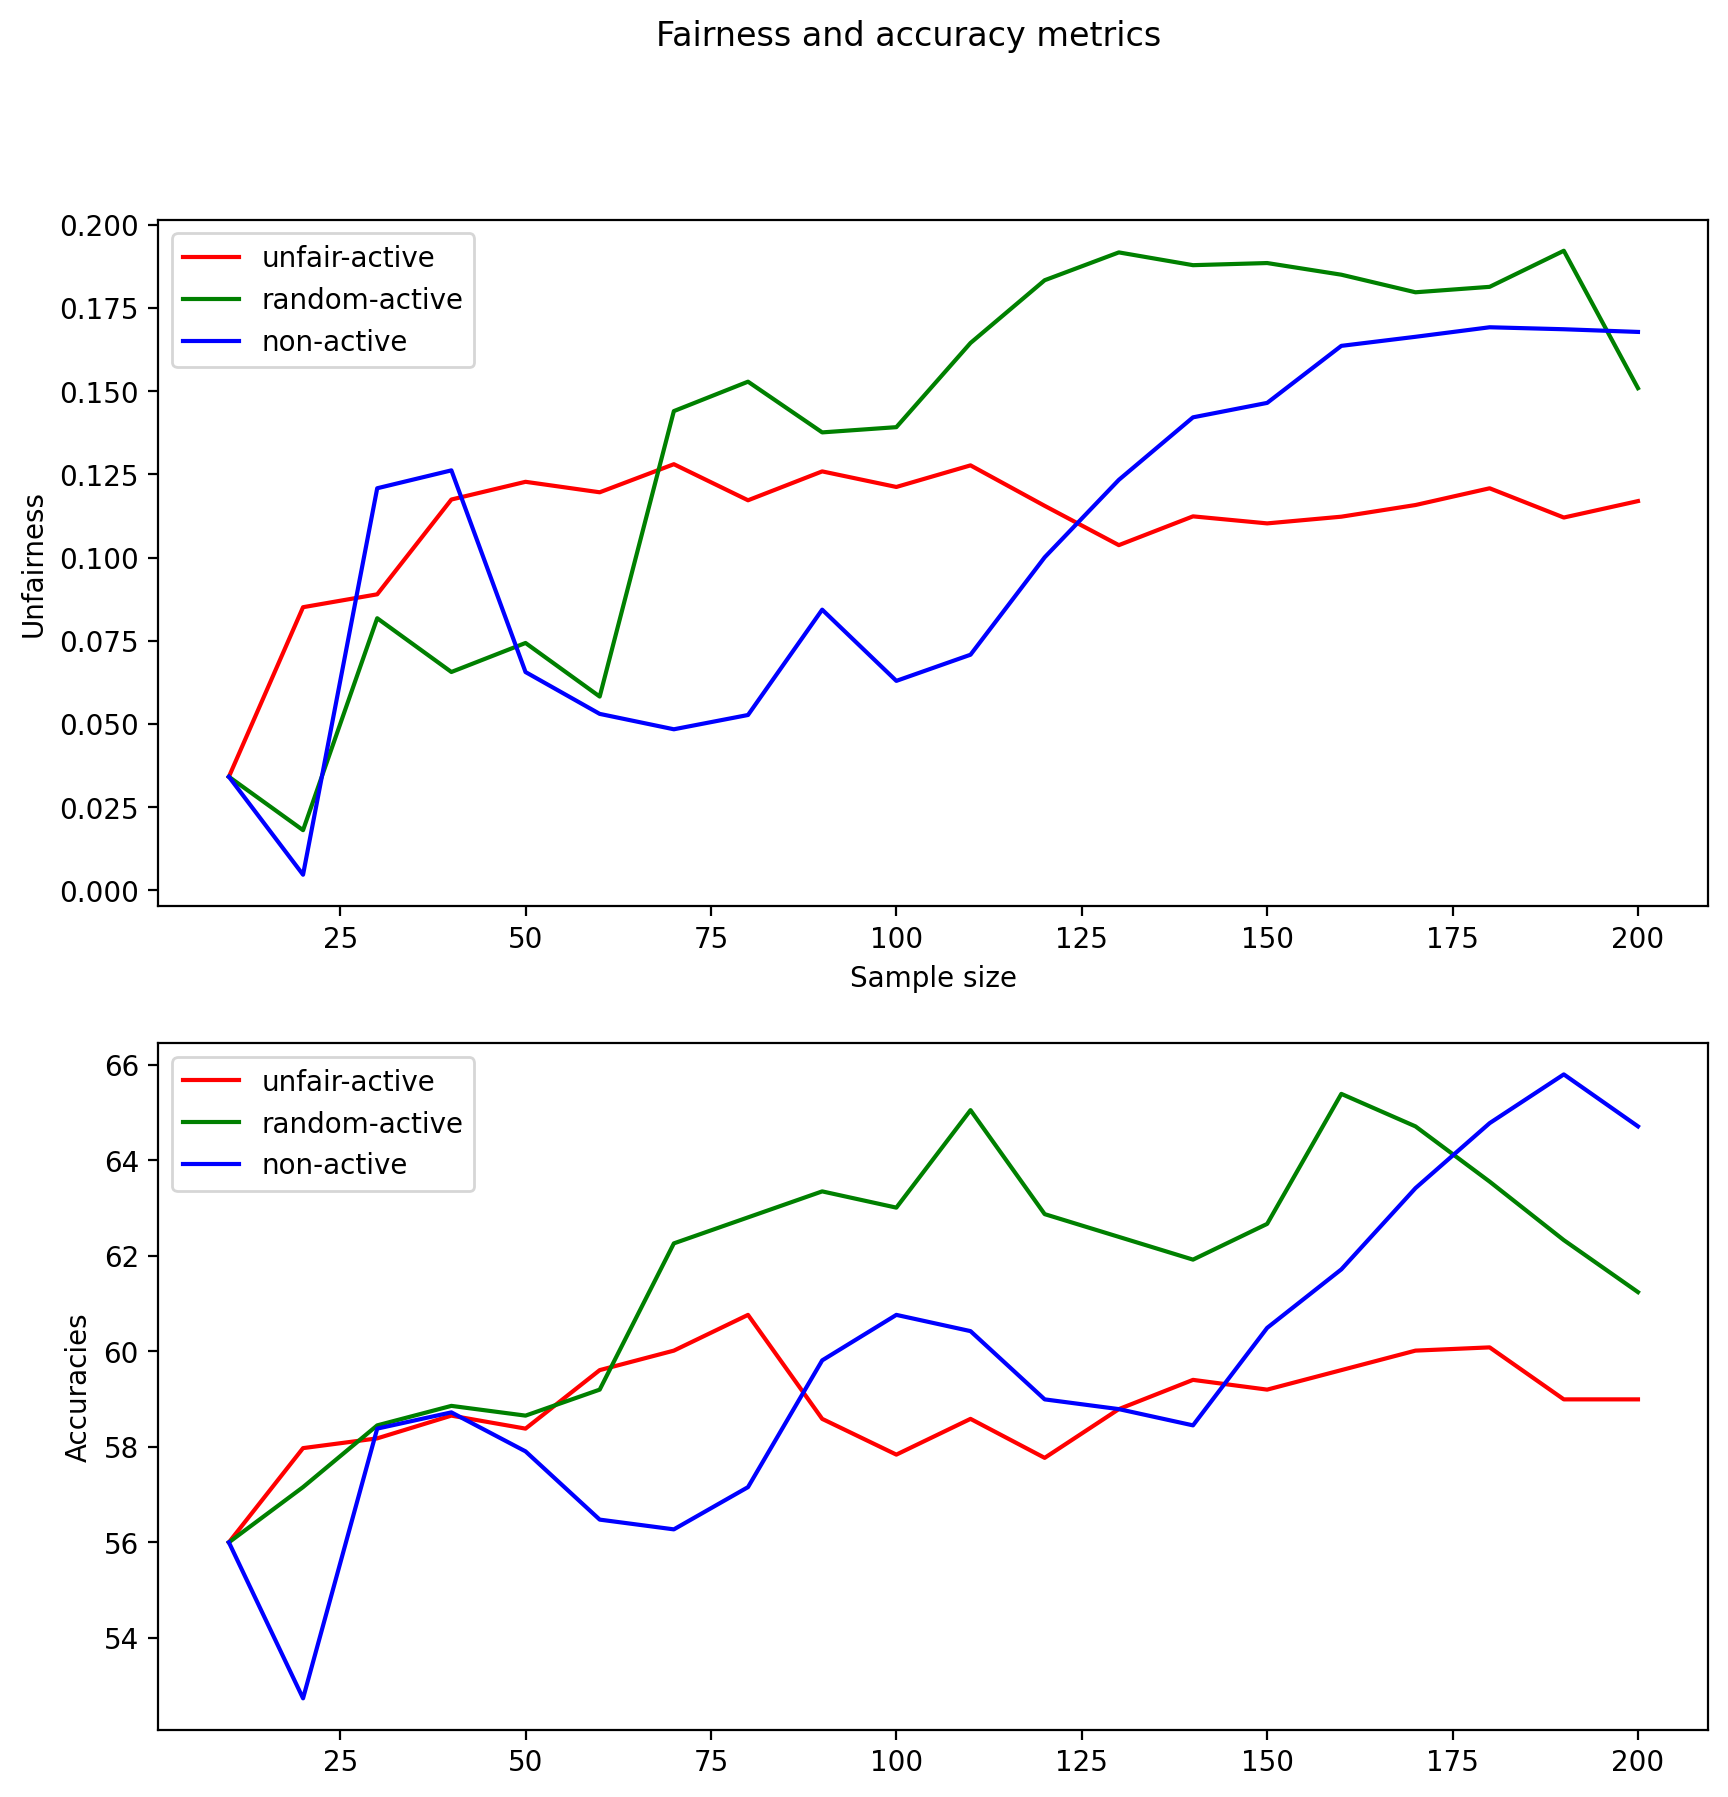 Fairness and accuracy metrics
0.200
0.175
0.150
0.125
0.100
0.075
0.050
0.025
0.000
Unfairness
unfair-active
random-active
non-active
25 50 75 100 125 150 175 200
Sample size
66
64
62
60
58
56
54
Accuracies
unfair-active
random-active
non-active
25 50 75 100 125 150 175 200